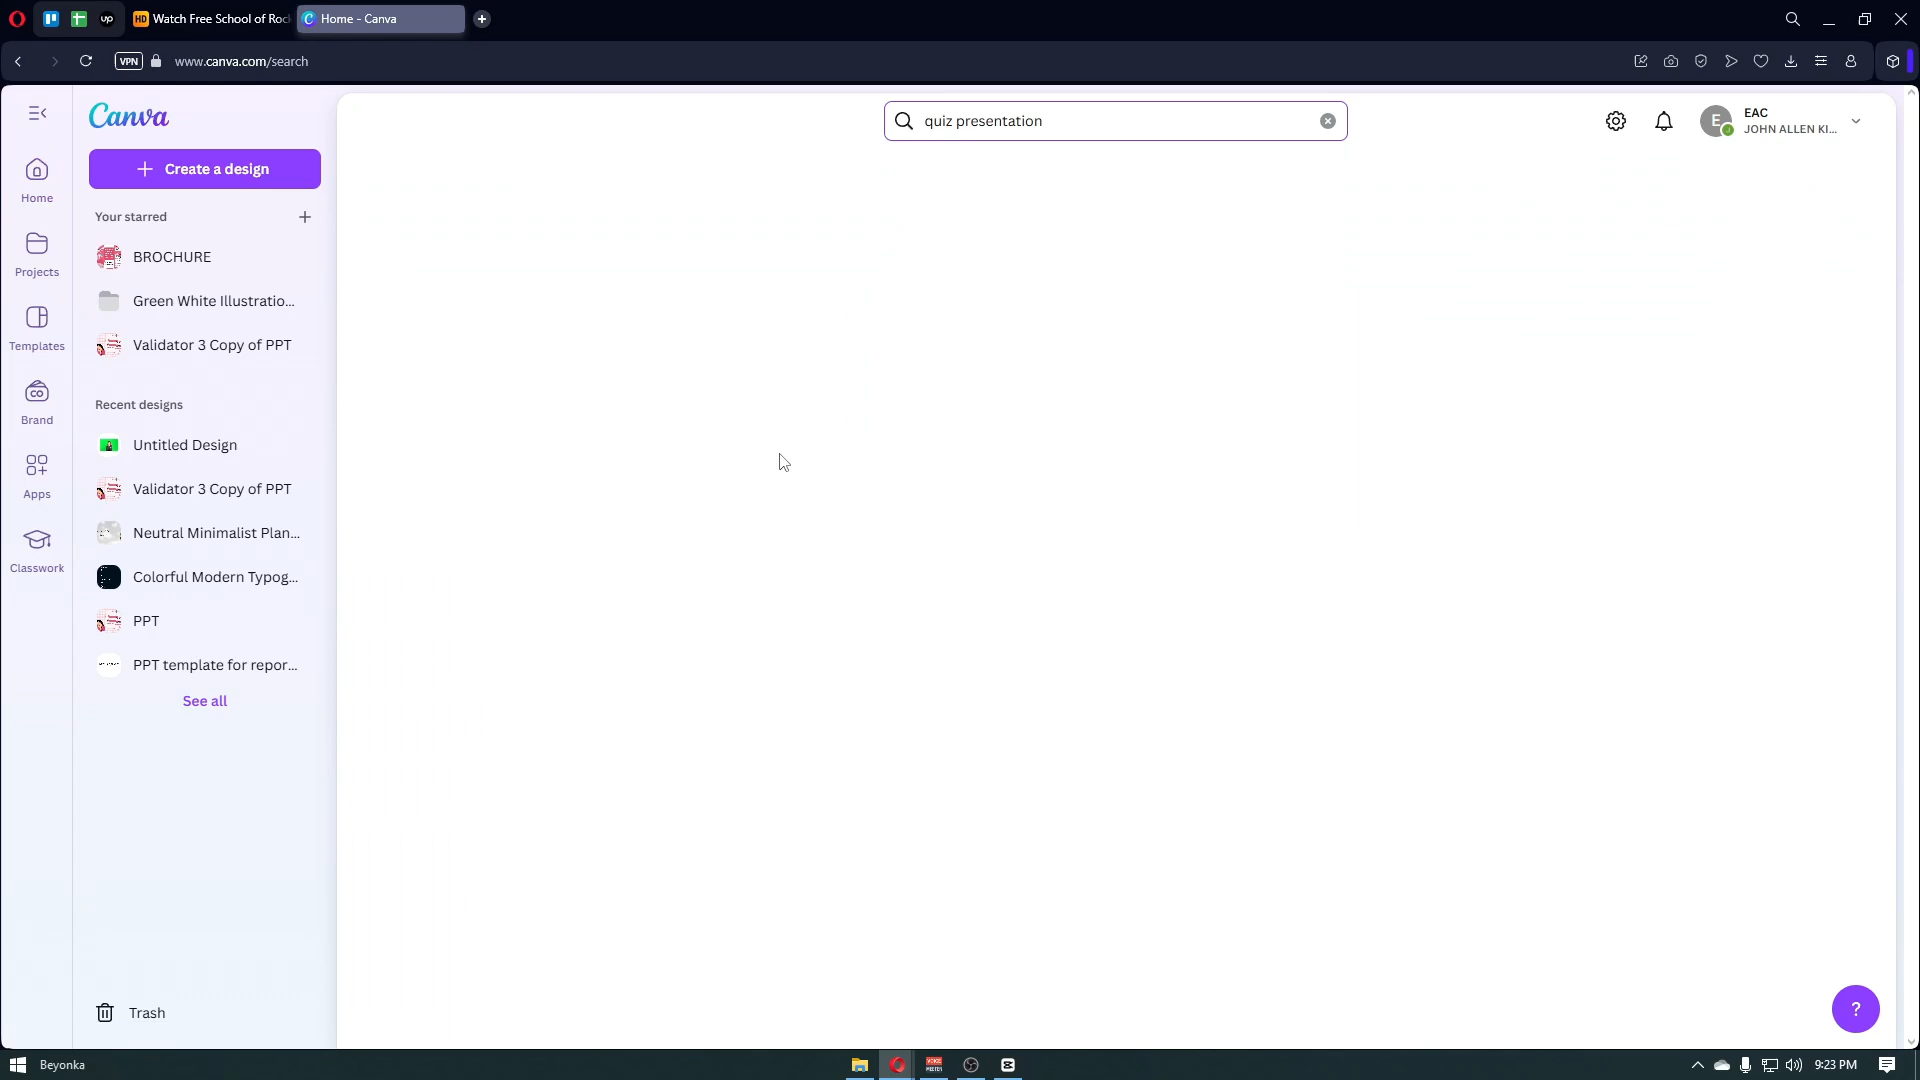 up
HD Watch Free School of Roc
Home - Canva
VPN www.canva.com/search
Canva
quiz presentation
E
EAC
JOHN ALLEN KI...
Create a design
Home
Your starred
BROCHURE
Projects
Green White Illustratio...
Templates
Validator 3 Copy of PPT
CO
Brand
Recent designs
Untitled Design
Apps
Validator 3 Copy of PPT
Neutral Minimalist Plan...
Classwork
Colorful Modern Typog...
PPT
PPT template for repor...
See all
Trash
?
Beyonka
9:23 PM